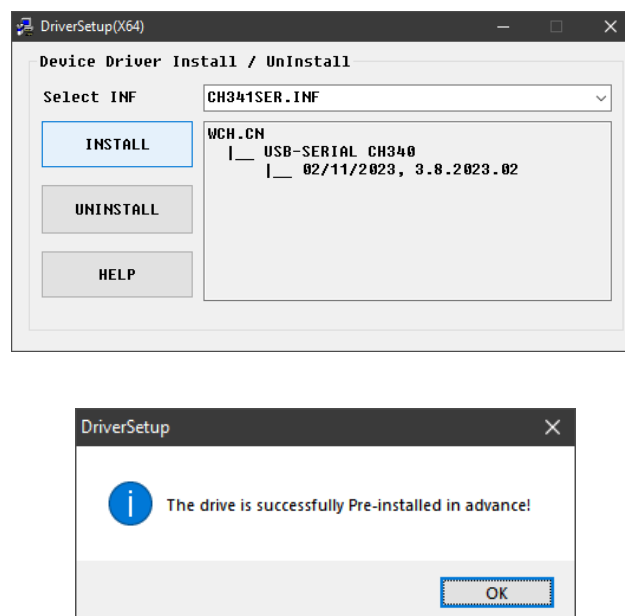 DriverSetup(X64)
Device Driver Install / UnInstall
Select INF
CH341SER.INF
INSTALL
WCH.CN
|__ USB-SERIAL CH340
|__ 02/11/2023, 3.8.2023.02
UNINSTALL
HELP
DriverSetup
The drive is successfully Pre-installed in advance!
OK